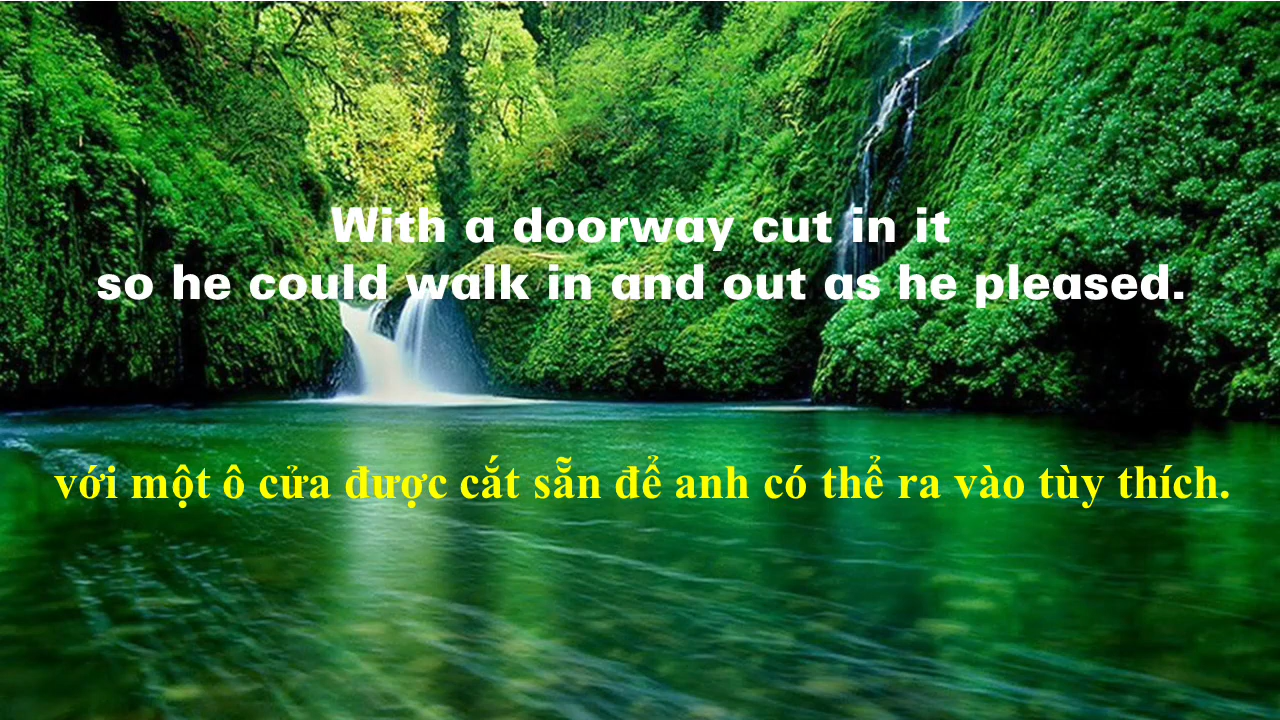 With a doorway cut in it
so he could walk in and out as he pleased.
với một ô cửa được cắt sẵn để anh có thể ra vào tùy thích.